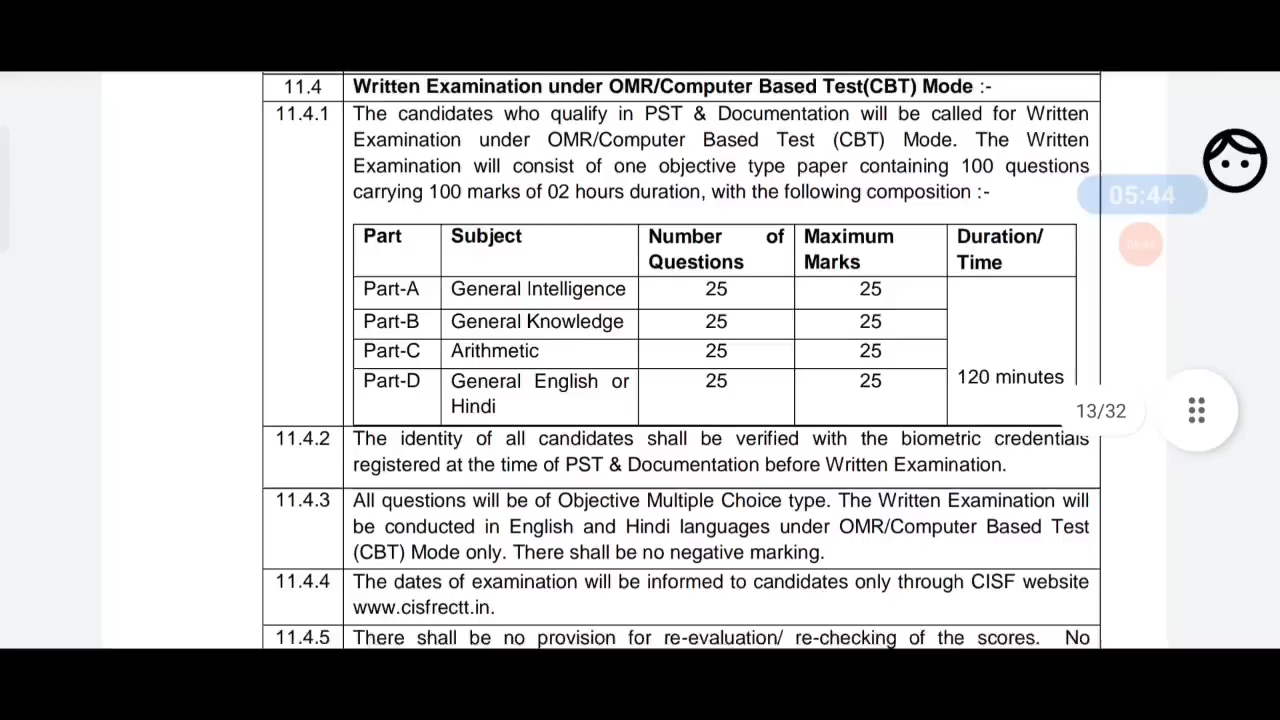 11.4 Written Examination under OMR/Computer Based Test(CBT) Mode :-
11.4.1 The candidates who qualify in PST & Documentation will be called for Written
Examination under OMR/Computer Based Test (CBT) Mode. The Written
Examination will consist of one objective type paper containing 100 questions
carrying 100 marks of 02 hours duration, with the following composition :-
05:44
Part Subject Number of Questions Maximum Marks Duration/ Time
Part-A General Intelligence 25 25
Part-B General Knowledge 25 25
Part-C Arithmetic 25 25
Part-D General English or Hindi 25 25 120 minutes
13/32
11.4.2 The identity of all candidates shall be verified with the biometric credentials
registered at the time of PST & Documentation before Written Examination.
11.4.3 All questions will be of Objective Multiple Choice type. The Written Examination will
be conducted in English and Hindi languages under OMR/Computer Based Test
(CBT) Mode only. There shall be no negative marking.
11.4.4 The dates of examination will be informed to candidates only through CISF website
www.cisfrectt.in.
11.4.5 There shall be no provision for re-evaluation/ re-checking of the scores. No